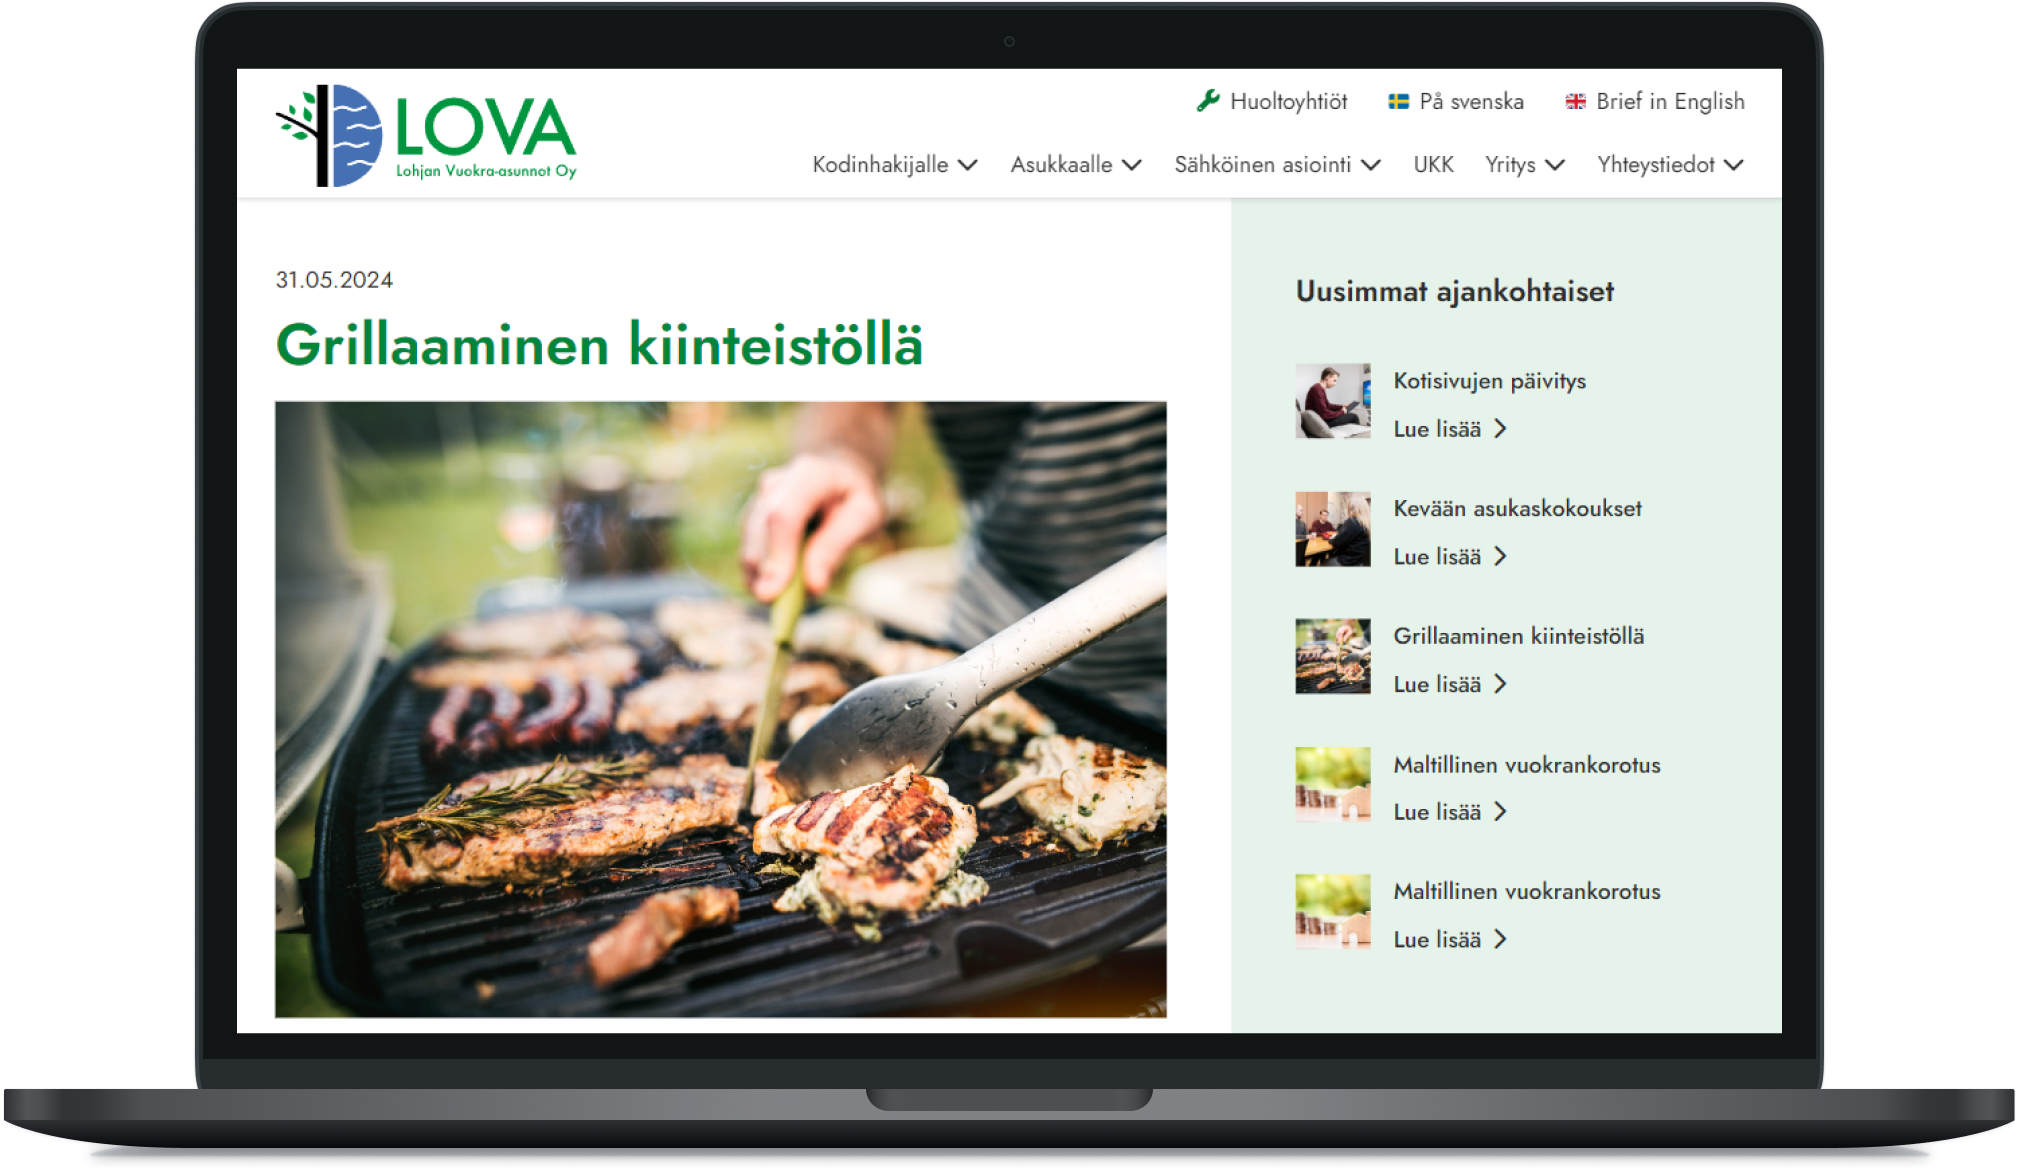 LOVA
Lohjan Vuokra-asunnot Oy
Huoltoyhtiöt På svenska Brief in English
Kodinhakijalle Asukkaalle Sähköinen asiointi UKK Yritys Yhteystiedot
31.05.2024
Grillaaminen kiinteistöllä
Uusimmat ajankohtaiset
Kotisivujen päivitys
Lue lisää
Kevään asukaskokoukset
Lue lisää
Grillaaminen kiinteistöllä
Lue lisää
Maltillinen vuokrankorotus
Lue lisää
Maltillinen vuokrankorotus
Lue lisää